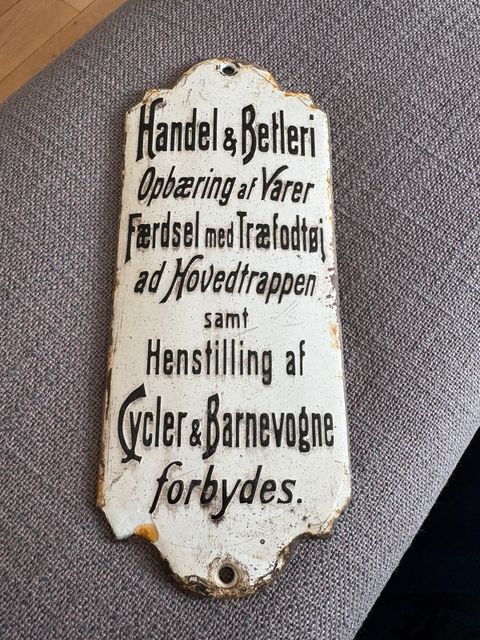 Handel & Betleri
Opbæring af Varer
Færdsel med Træfodtøj
ad Hovedtrappen
samt
Henstilling af
Cycler & Barnevogne
forbydes.